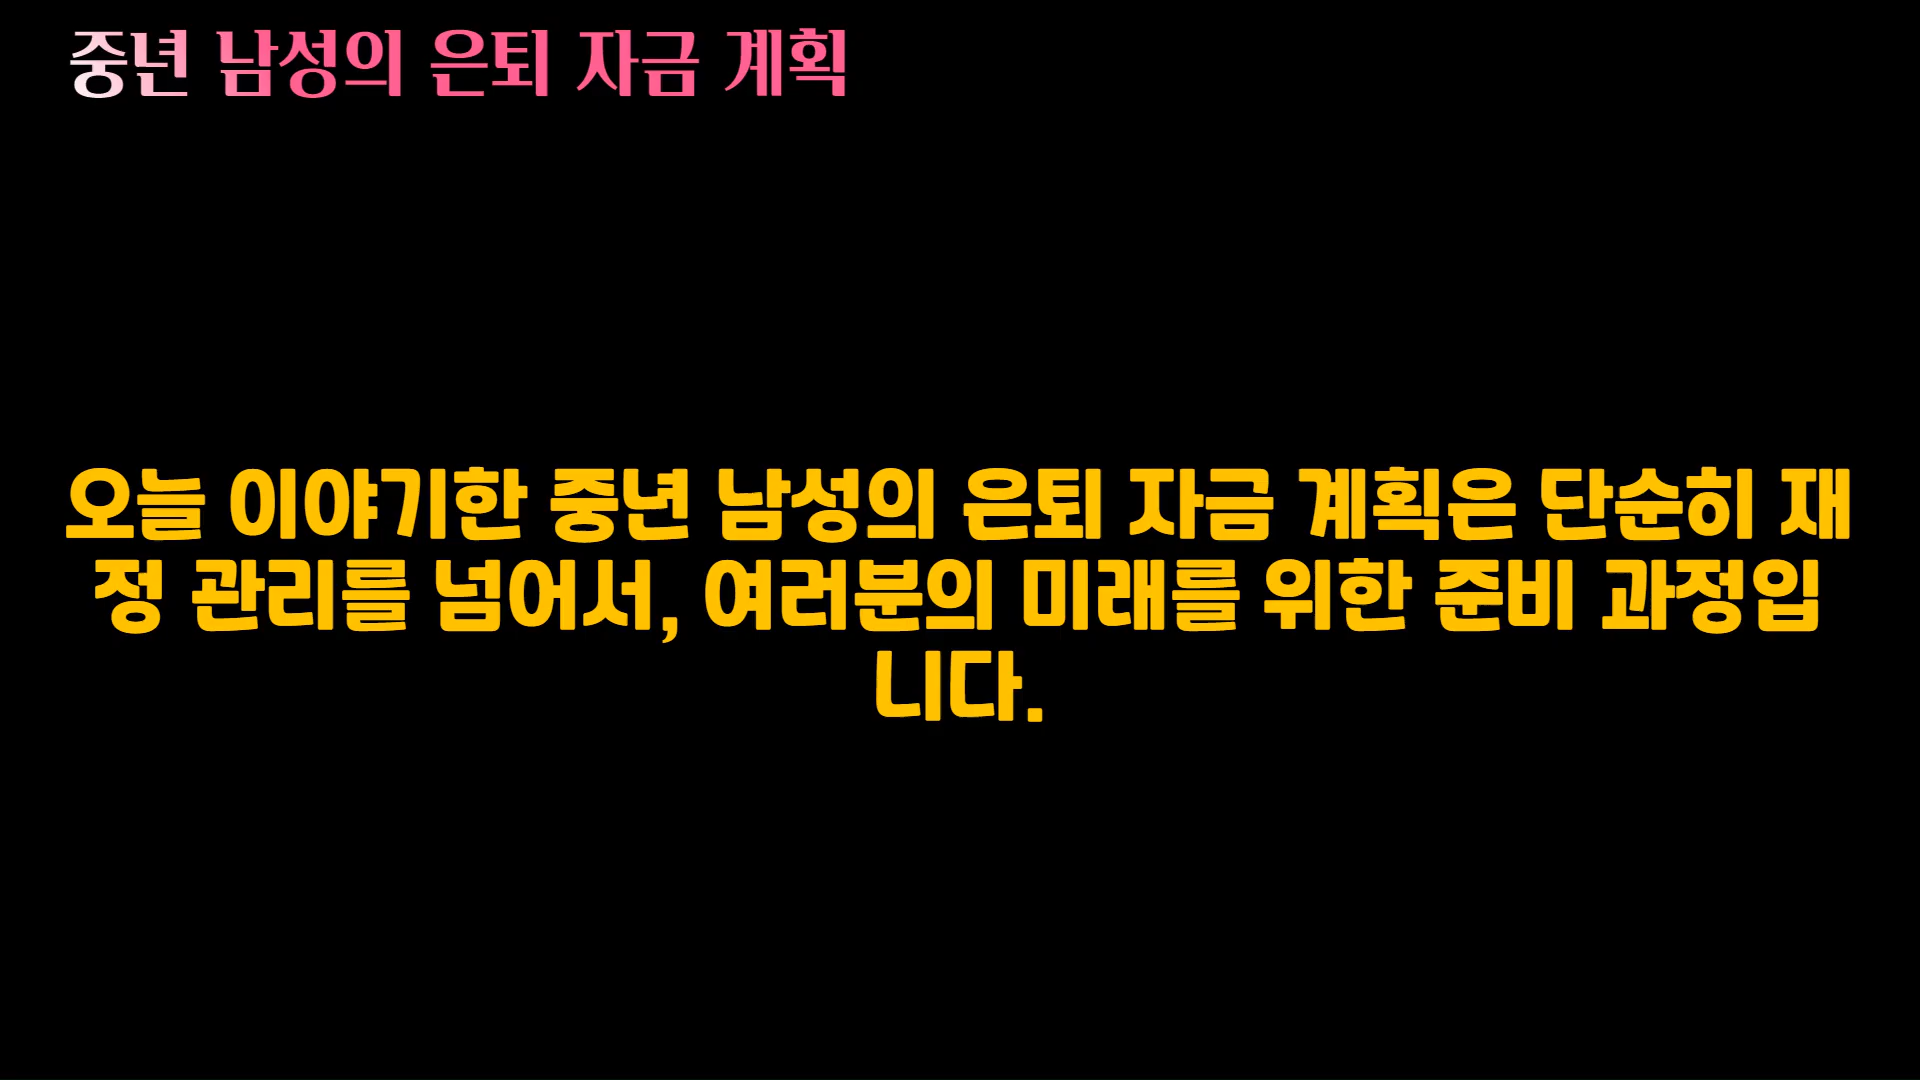 중년 남성의 은퇴 자금 계획
오늘 이야기한 중년 남성의 은퇴 자금 계획은 단순히 재
정 관리를 넘어서, 여러분의 미래를 위한 준비 과정입
니다.